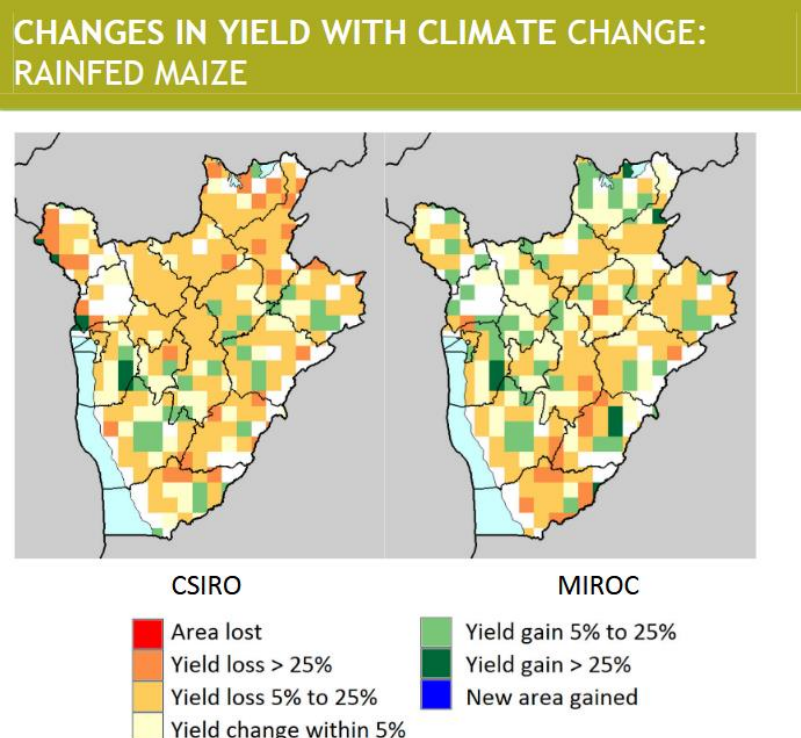 CHANGES IN YIELD WITH CLIMATE CHANGE:
RAINFED MAIZE
CSIRO
MIROC
Area lost
Yield loss > 25%
Yield loss 5% to 25%
Yield change within 5%
Yield gain 5% to 25%
Yield gain > 25%
New area gained